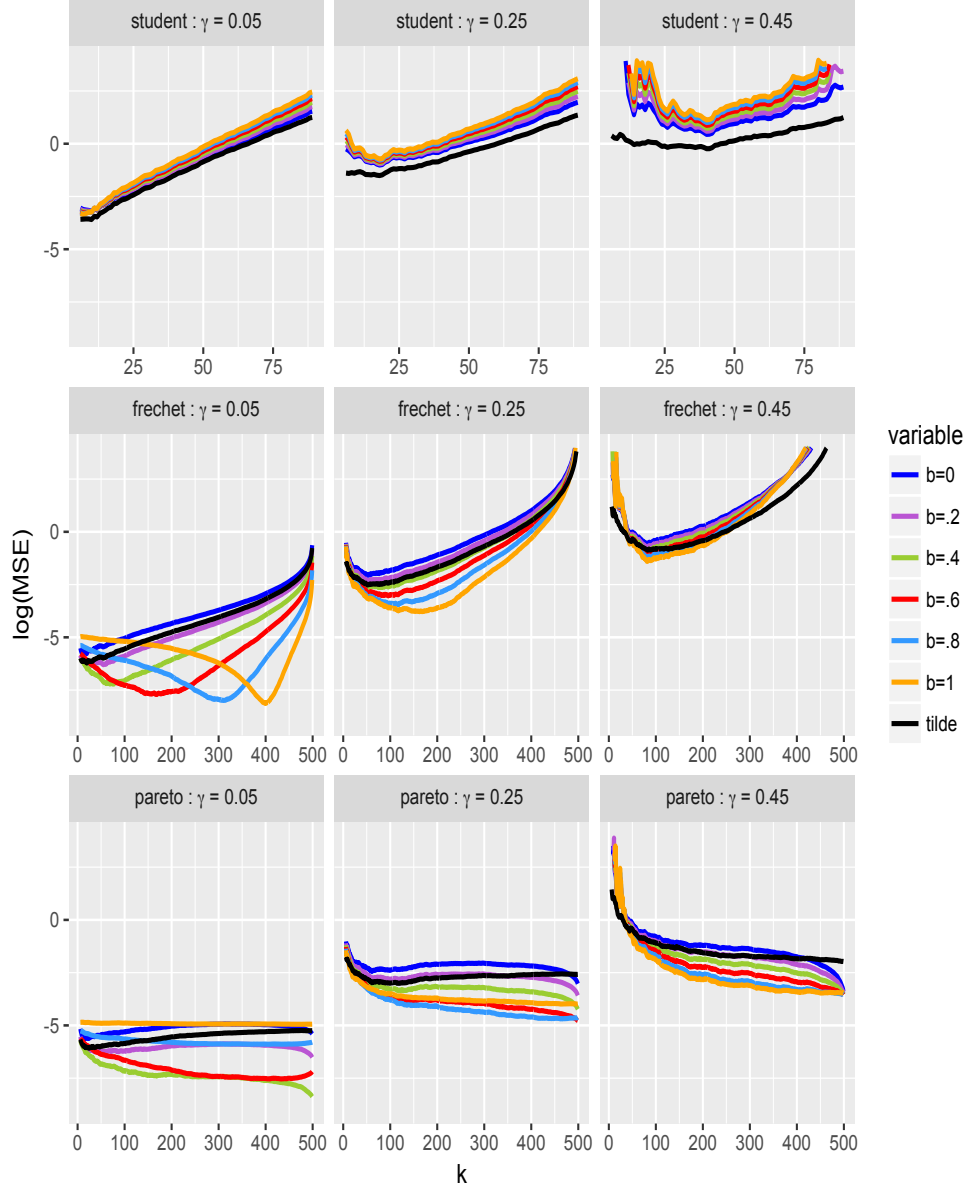 student : γ = 0.05 student : γ = 0.25 student : γ = 0.45
0
-5
25 50 75 25 50 75 25 50 75
frechet : γ = 0.05 frechet : γ = 0.25 frechet : γ = 0.45
0
-5
0 100 200 300 400 500 0 100 200 300 400 500 0 100 200 300 400 500
pareto : γ = 0.05 pareto : γ = 0.25 pareto : γ = 0.45
0
-5
0 100 200 300 400 500 0 100 200 300 400 500 0 100 200 300 400 500
k
log(MSE)
variable
b=0
b=.2
b=.4
b=.6
b=.8
b=1
tilde